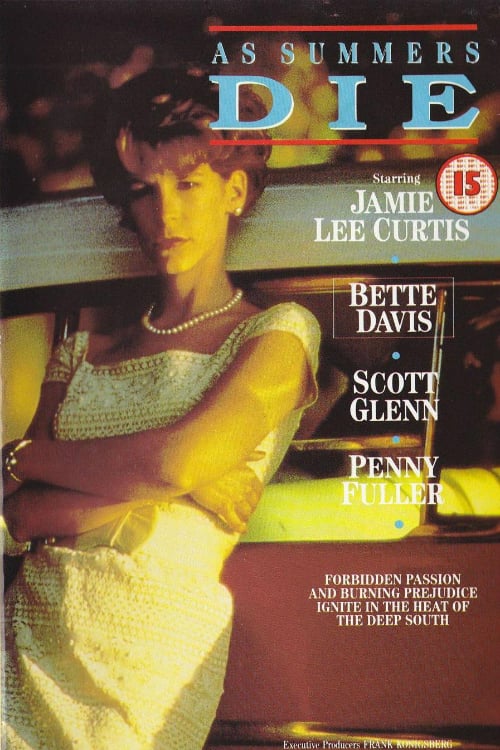 AS SUMMERS
DIE
Starring
15
JAMIE
LEE CURTIS
BETTE
DAVIS
SCOTT
GLENN
PENNY
FULLER
FORBIDDEN PASSION
AND BURNING PREJUDICE
IGNITE IN THE HEAT OF
THE DEEP SOUTH
Executive Producers FRANK KONIGSBERG